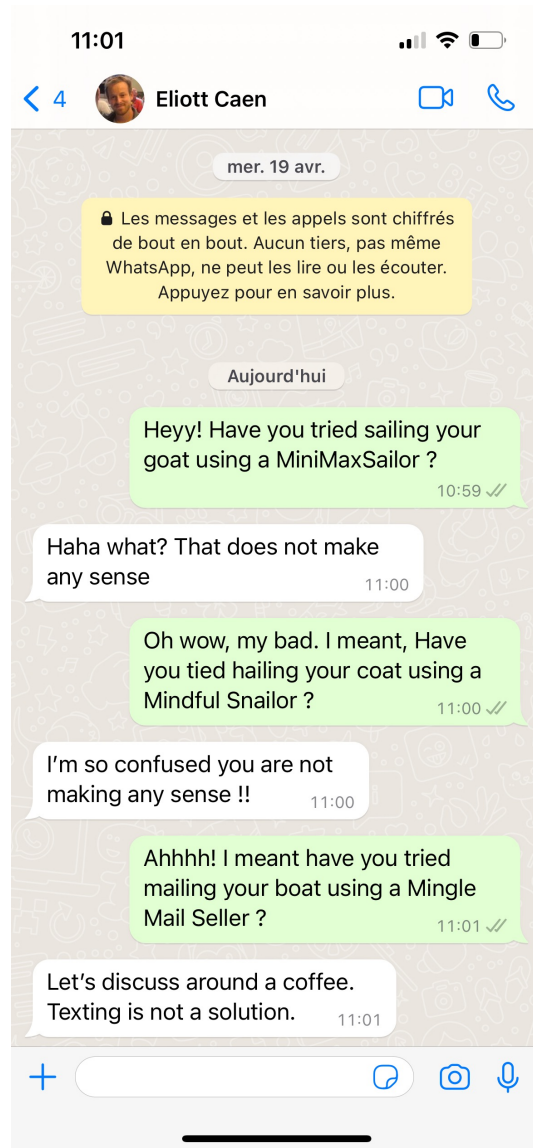 11:01
4 Eliott Caen
mer. 19 avr.
Les messages et les appels sont chiffrés
de bout en bout. Aucun tiers, pas même
WhatsApp, ne peut les lire ou les écouter.
Appuyez pour en savoir plus.
Aujourd'hui
Heyy! Have you tried sailing your
goat using a MiniMaxSailor ?
10:59
Haha what? That does not make
any sense
11:00
Oh wow, my bad. I meant, Have
you tied hailing your coat using a
Mindful Snailor ?
11:00
I’m so confused you are not
making any sense !!
11:00
Ahhhh! I meant have you tried
mailing your boat using a Mingle
Mail Seller ?
11:01
Let’s discuss around a coffee.
Texting is not a solution.
11:01